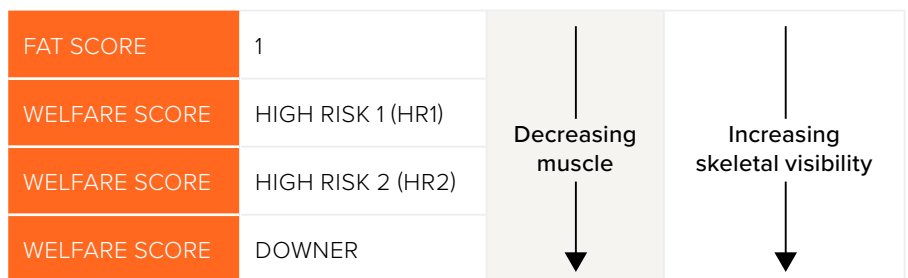 FAT SCORE 1
WELFARE SCORE HIGH RISK 1 (HR1)
WELFARE SCORE HIGH RISK 2 (HR2)
WELFARE SCORE DOWNER
Decreasing
muscle
Increasing
skeletal visibility